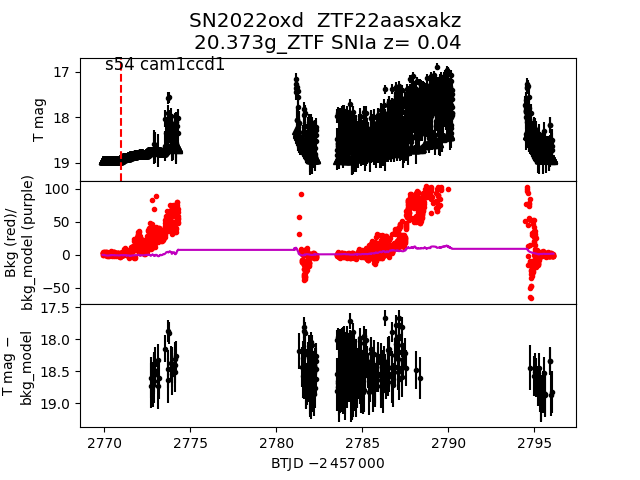 SN2022oxd  ZTF22aasxakz
20.373g_ZTF SNIa z= 0.04
s54 cam1ccd1
T mag
17
18
19
Bkg (red)/
bkg_model (purple)
100
50
0
−50
T mag −
bkg_model
17.5
18.0
18.5
19.0
2770 2775 2780 2785 2790 2795
BTJD −2 457 000